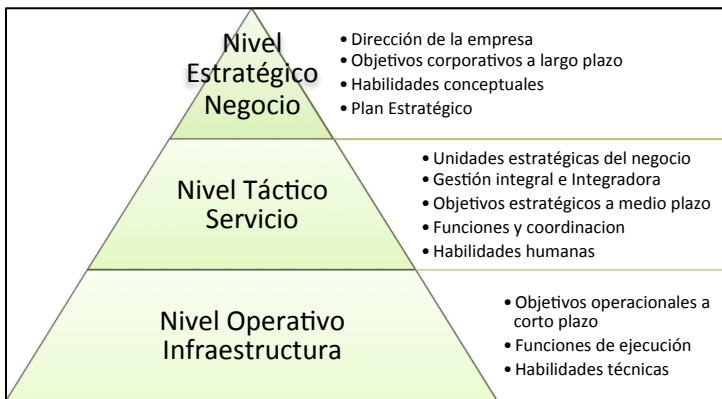 Nivel
Estratégico
Negocio
• Dirección de la empresa
• Objetivos corporativos a largo plazo
• Habilidades conceptuales
• Plan Estratégico
Nivel Táctico
Servicio
• Unidades estratégicas del negocio
• Gestión integral e Integradora
• Objetivos estratégicos a medio plazo
• Funciones y coordinacion
• Habilidades humanas
Nivel Operativo
Infraestructura
• Objetivos operacionales a
corto plazo
• Funciones de ejecución
• Habilidades técnicas